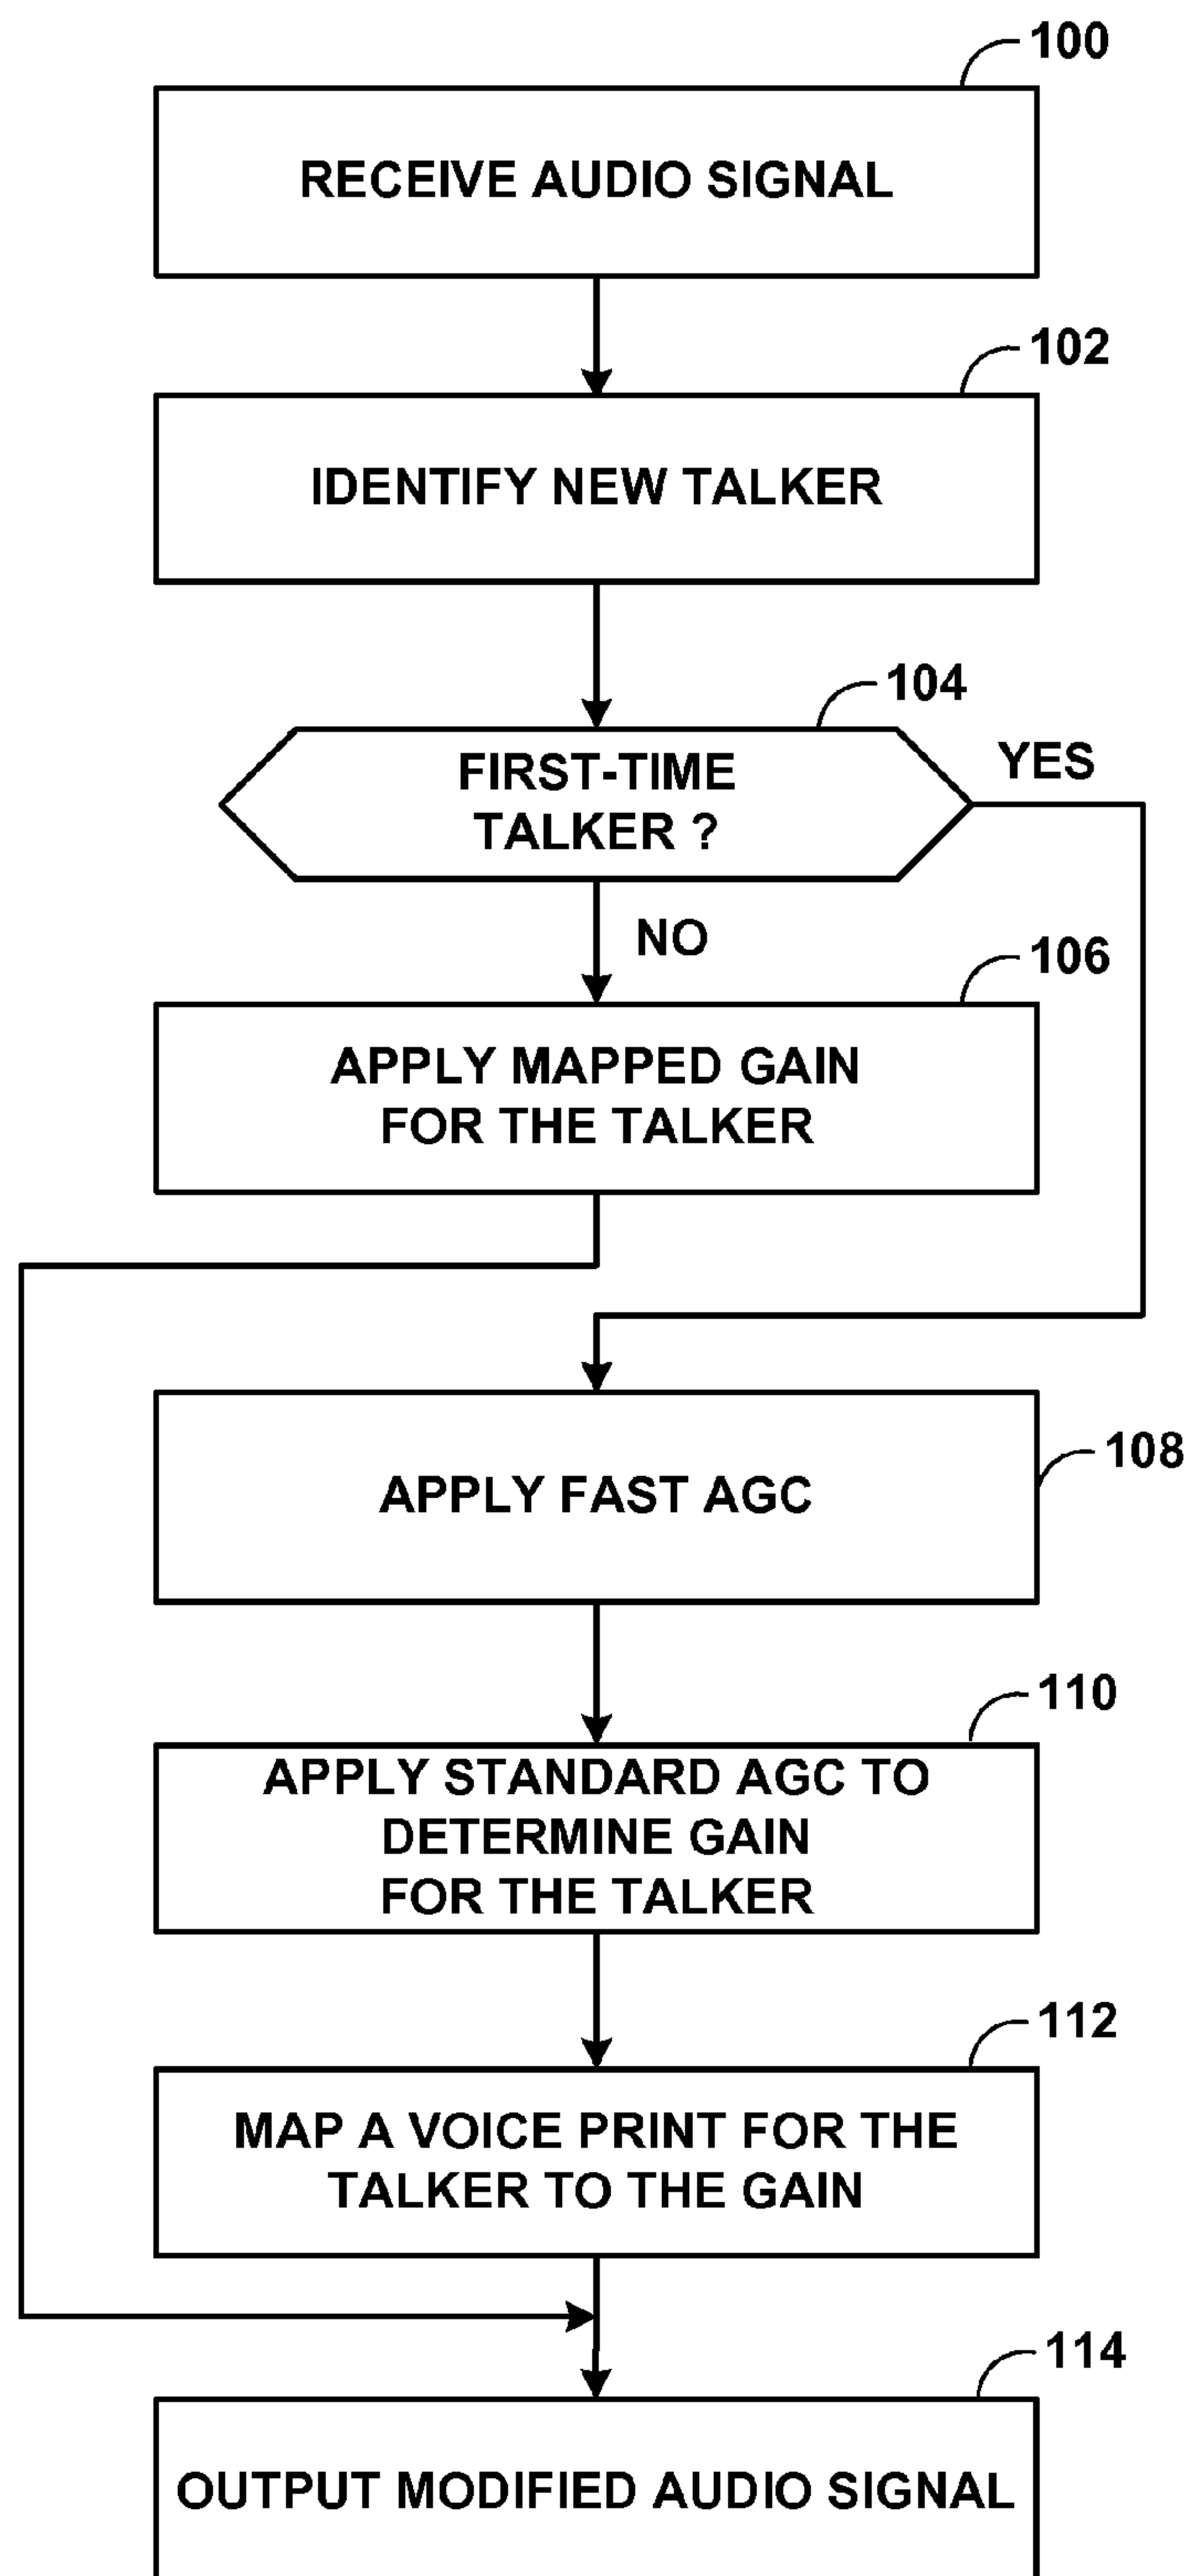 100
RECEIVE AUDIO SIGNAL
102
IDENTIFY NEW TALKER
104
FIRST-TIME
TALKER ?
YES
NO
106
APPLY MAPPED GAIN
FOR THE TALKER
108
APPLY FAST AGC
110
APPLY STANDARD AGC TO
DETERMINE GAIN
FOR THE TALKER
112
MAP A VOICE PRINT FOR THE
TALKER TO THE GAIN
114
OUTPUT MODIFIED AUDIO SIGNAL